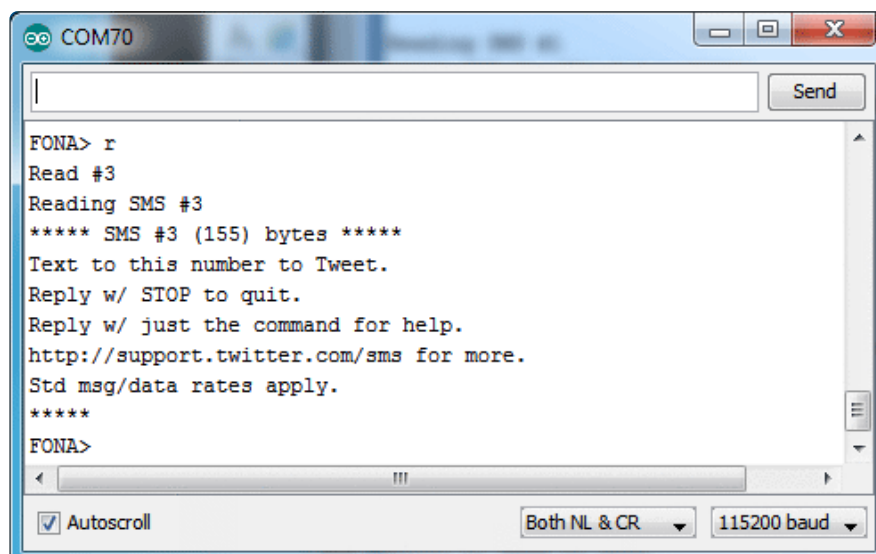 COM70
Send
FONA> r
Read #3
Reading SMS #3
***** SMS #3 (155) bytes *****
Text to this number to Tweet.
Reply w/ STOP to quit.
Reply w/ just the command for help.
http://support.twitter.com/sms for more.
Std msg/data rates apply.
*****
FONA>
Autoscroll
Both NL & CR
115200 baud